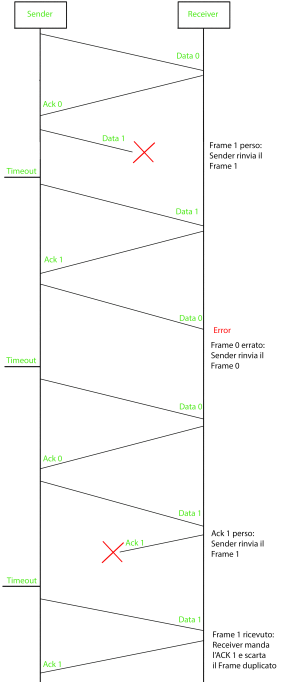 Sender
Receiver
Data 0
Ack 0
Data 1
Frame 1 perso:
Sender rinvia il
Frame 1
Timeout
Data 1
Ack 1
Data 0
Error
Frame 0 errato:
Sender rinvia il
Frame 0
Timeout
Data 0
Ack 0
Data 1
Ack 1 perso:
Sender rinvia il
Frame 1
Ack 1
Timeout
Data 1
Frame 1 ricevuto:
Receiver manda
l'ACK 1 e scarta
il Frame duplicato
Ack 1